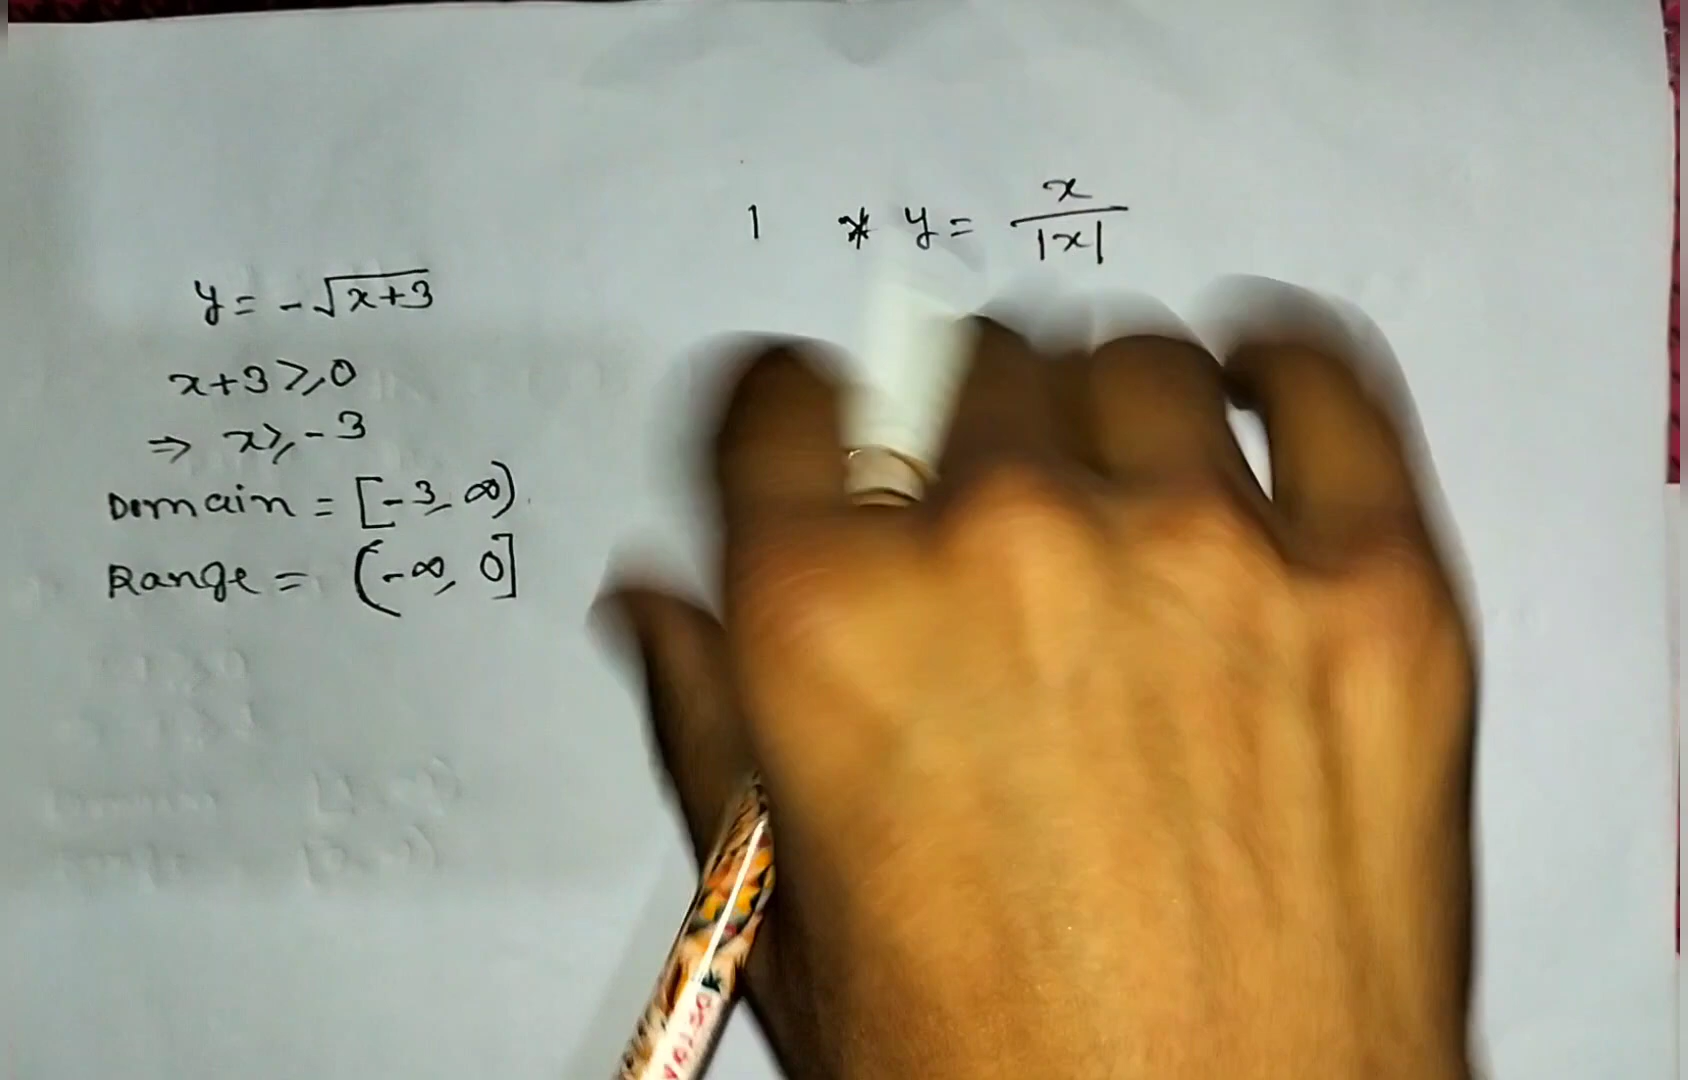 y = -√x+3
x+3 ≥ 0
⇒ x ≥ -3
Domain = [-3, ∞)
Range = (-∞, 0]
1 * y = x/|x|